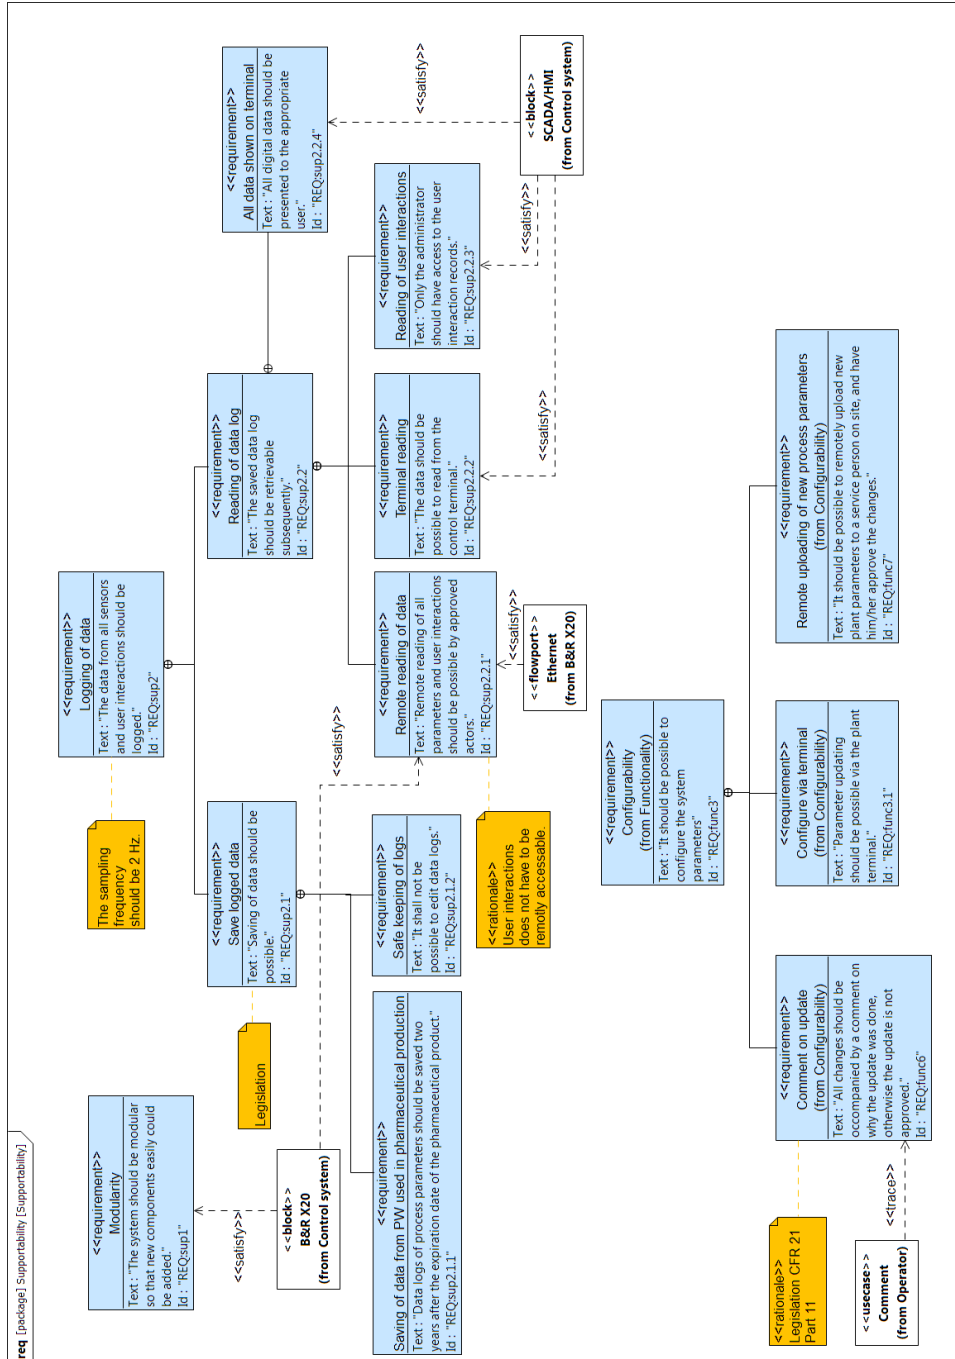 req [package] Supportability [Supportability]
<<requirement>>
Modularity
Text : "The system should be modular
so that new components easily could
be added."
Id : "REQ:sup1"
<<satisfy>>
<<block>>
B&R X20
(from Control system)
The sampling
frequency
should be 2 Hz.
<<requirement>>
Logging of data
Text : "The data from all sensors
and user interactions should be
logged."
Id : "REQ:sup2"
Legislation
<<requirement>>
Save logged data
Text : "Saving of data should be
possible."
Id : "REQ:sup2.1"
<<requirement>>
Reading of data log
Text : "The saved data log
should be retrievable
subsequently."
Id : "REQ:sup2.2"
<<requirement>>
All data shown on terminal
Text : "All digital data should be
presented to the appropriate
user."
Id : "REQ:sup2.2.4"
<<satisfy>>
<<satisfy>>
<<requirement>>
Saving of data from PW used in pharmaceutical production
Text : "Data logs of process parameters should be saved two
years after the expiration date of the pharmaceutical product."
Id : "REQ:sup2.1.1"
<<requirement>>
Safe keeping of logs
Text : "It shall not be
possible to edit data logs."
Id : "REQ:sup2.1.2"
<<requirement>>
Remote reading of data
Text : "Remote reading of all
parameters and user interactions
should be possible by approved
actors."
Id : "REQ:sup2.2.1"
<<requirement>>
Terminal reading
Text : "The data should be
possible to read from the
control terminal."
Id : "REQ:sup2.2.2"
<<requirement>>
Reading of user interactions
Text : "Only the administrator
should have access to the user
interaction records."
Id : "REQ:sup2.2.3"
<<rationale>>
User interactions
does not have to be
remotly accessable.
<<satisfy>>
<<flowport>>
Ethernet
(from B&R X20)
<<satisfy>>
<<satisfy>>
<<block>>
SCADA/HMI
(from Control system)
<<requirement>>
Configurability
(from Functionality)
Text : "It should be possible to
configure the system
parameters"
Id : "REQ:func3"
<<rationale>>
Legislation CFR 21
Part 11
<<requirement>>
Comment on update
(from Configurability)
Text : "All changes should be
occompanied by a comment on
why the update was done,
otherwise the update is not
approved."
Id : "REQ:func6"
<<requirement>>
Configure via terminal
(from Configurability)
Text : "Parameter updating
should be possible via the plant
terminal."
Id : "REQ:func3.1"
<<requirement>>
Remote uploading of new process parameters
(from Configurability)
Text : "It should be possible to remotely upload new
plant parameters to a service person on site, and have
him/her approve the changes."
Id : "REQ:func7"
<<trace>>
<<usecase>>
Comment
(from Operator)